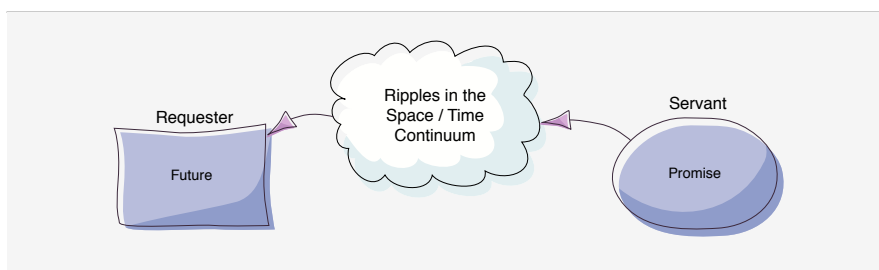 Requester
Future
Ripples in the
Space / Time
Continuum
Servant
Promise